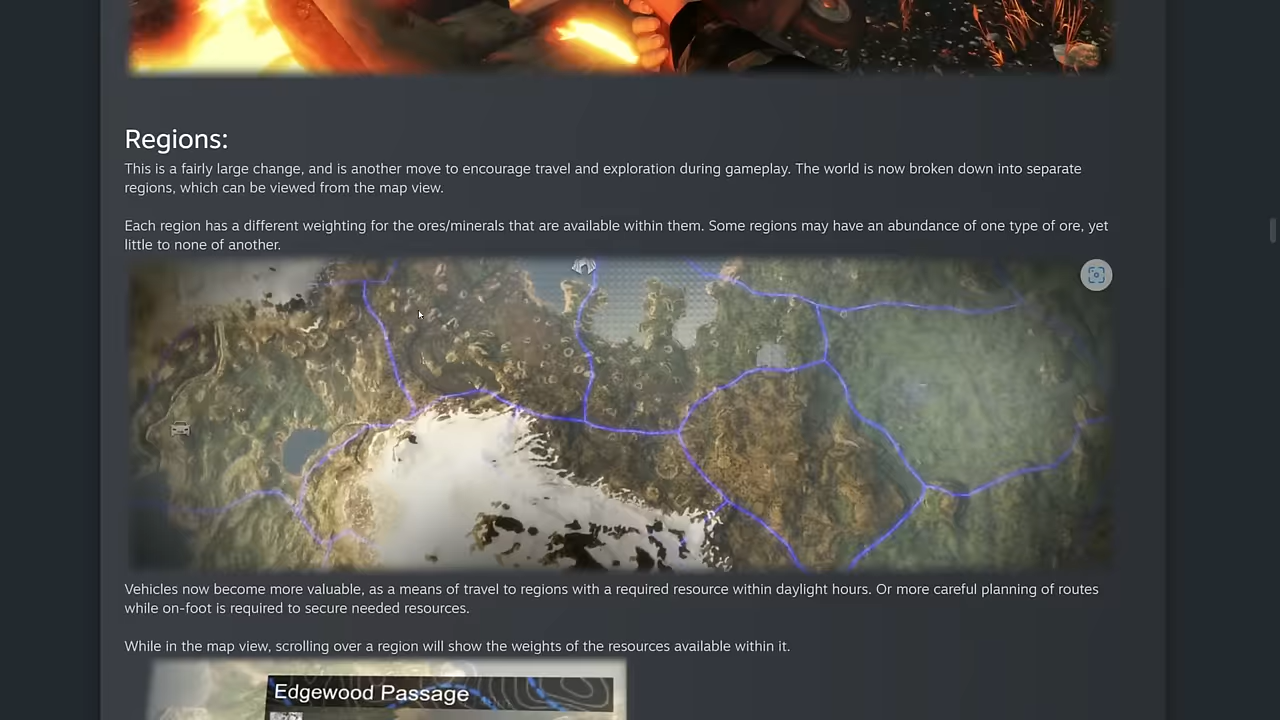 Regions:
This is a fairly large change, and is another move to encourage travel and exploration during gameplay. The world is now broken down into separate
regions, which can be viewed from the map view.
Each region has a different weighting for the ores/minerals that are available within them. Some regions may have an abundance of one type of ore, yet
little to none of another.
Vehicles now become more valuable, as a means of travel to regions with a required resource within daylight hours. Or more careful planning of routes
while on-foot is required to secure needed resources.
While in the map view, scrolling over a region will show the weights of the resources available within it.
Edgewood Passage